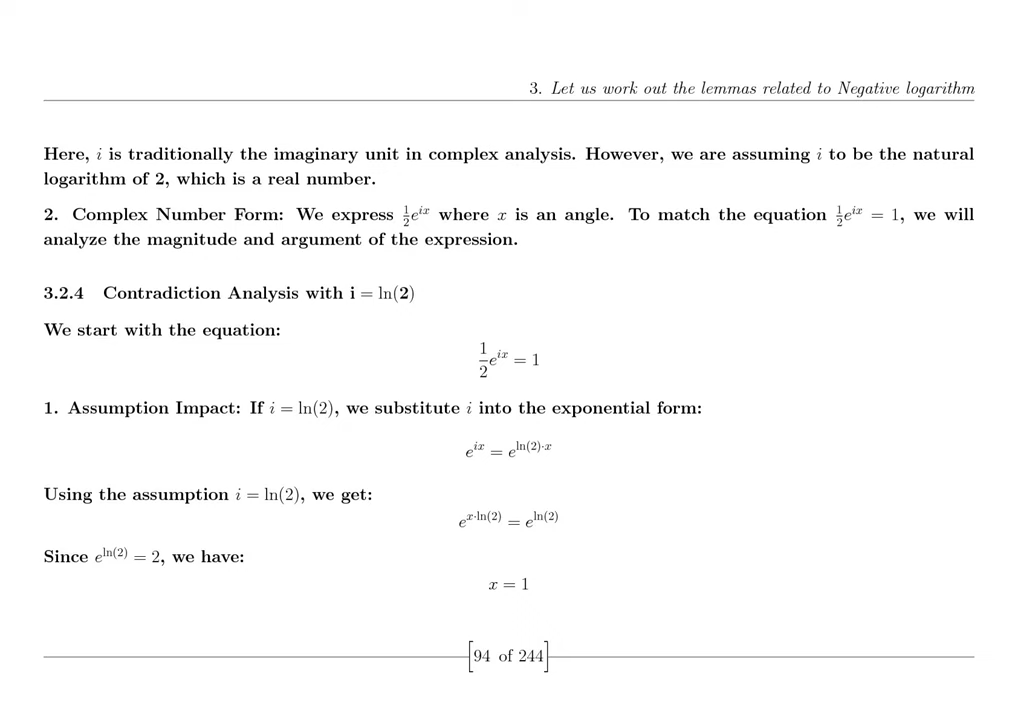 3. Let us work out the lemmas related to Negative logarithm
Here, i is traditionally the imaginary unit in complex analysis. However, we are assuming i to be the natural
logarithm of 2, which is a real number.
2. Complex Number Form: We express \frac{1}{2}e^{ix} where x is an angle. To match the equation \frac{1}{2}e^{ix} = 1, we will
analyze the magnitude and argument of the expression.
3.2.4 Contradiction Analysis with i = ln(2)
We start with the equation:
\frac{1}{2}e^{ix} = 1
1. Assumption Impact: If i = ln(2), we substitute i into the exponential form:
e^{ix} = e^{ln(2)·x}
Using the assumption i = ln(2), we get:
e^{x·ln(2)} = e^{ln(2)}
Since e^{ln(2)} = 2, we have:
x = 1
[94 of 244]